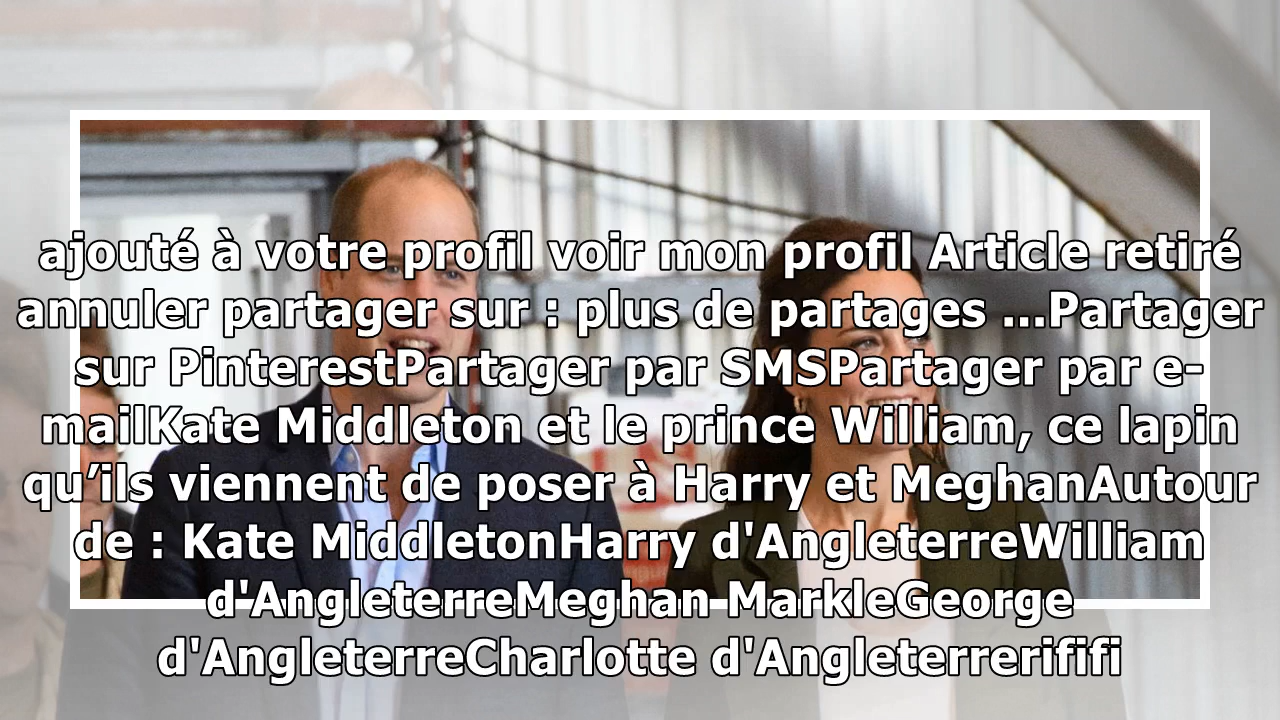 ajouté à votre profil voir mon profil Article retiré
annuler partager sur : plus de partages ...Partager
sur PinterestPartager par SMSPartager par e-
mailKate Middleton et le prince William, ce lapin
qu’ils viennent de poser à Harry et MeghanAutour
de : Kate MiddletonHarry d'AngleterreWilliam
d'AngleterreMeghan MarkleGeorge
d'AngleterreCharlotte d'Angleterrerififi